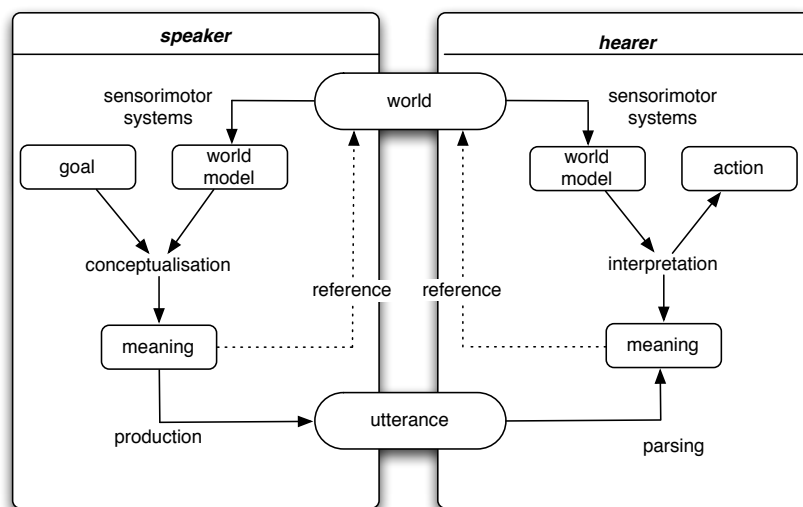 speaker
hearer
world
sensorimotor
systems
sensorimotor
systems
goal
world
model
world
model
action
conceptualisation
interpretation
reference
reference
meaning
meaning
utterance
production
parsing